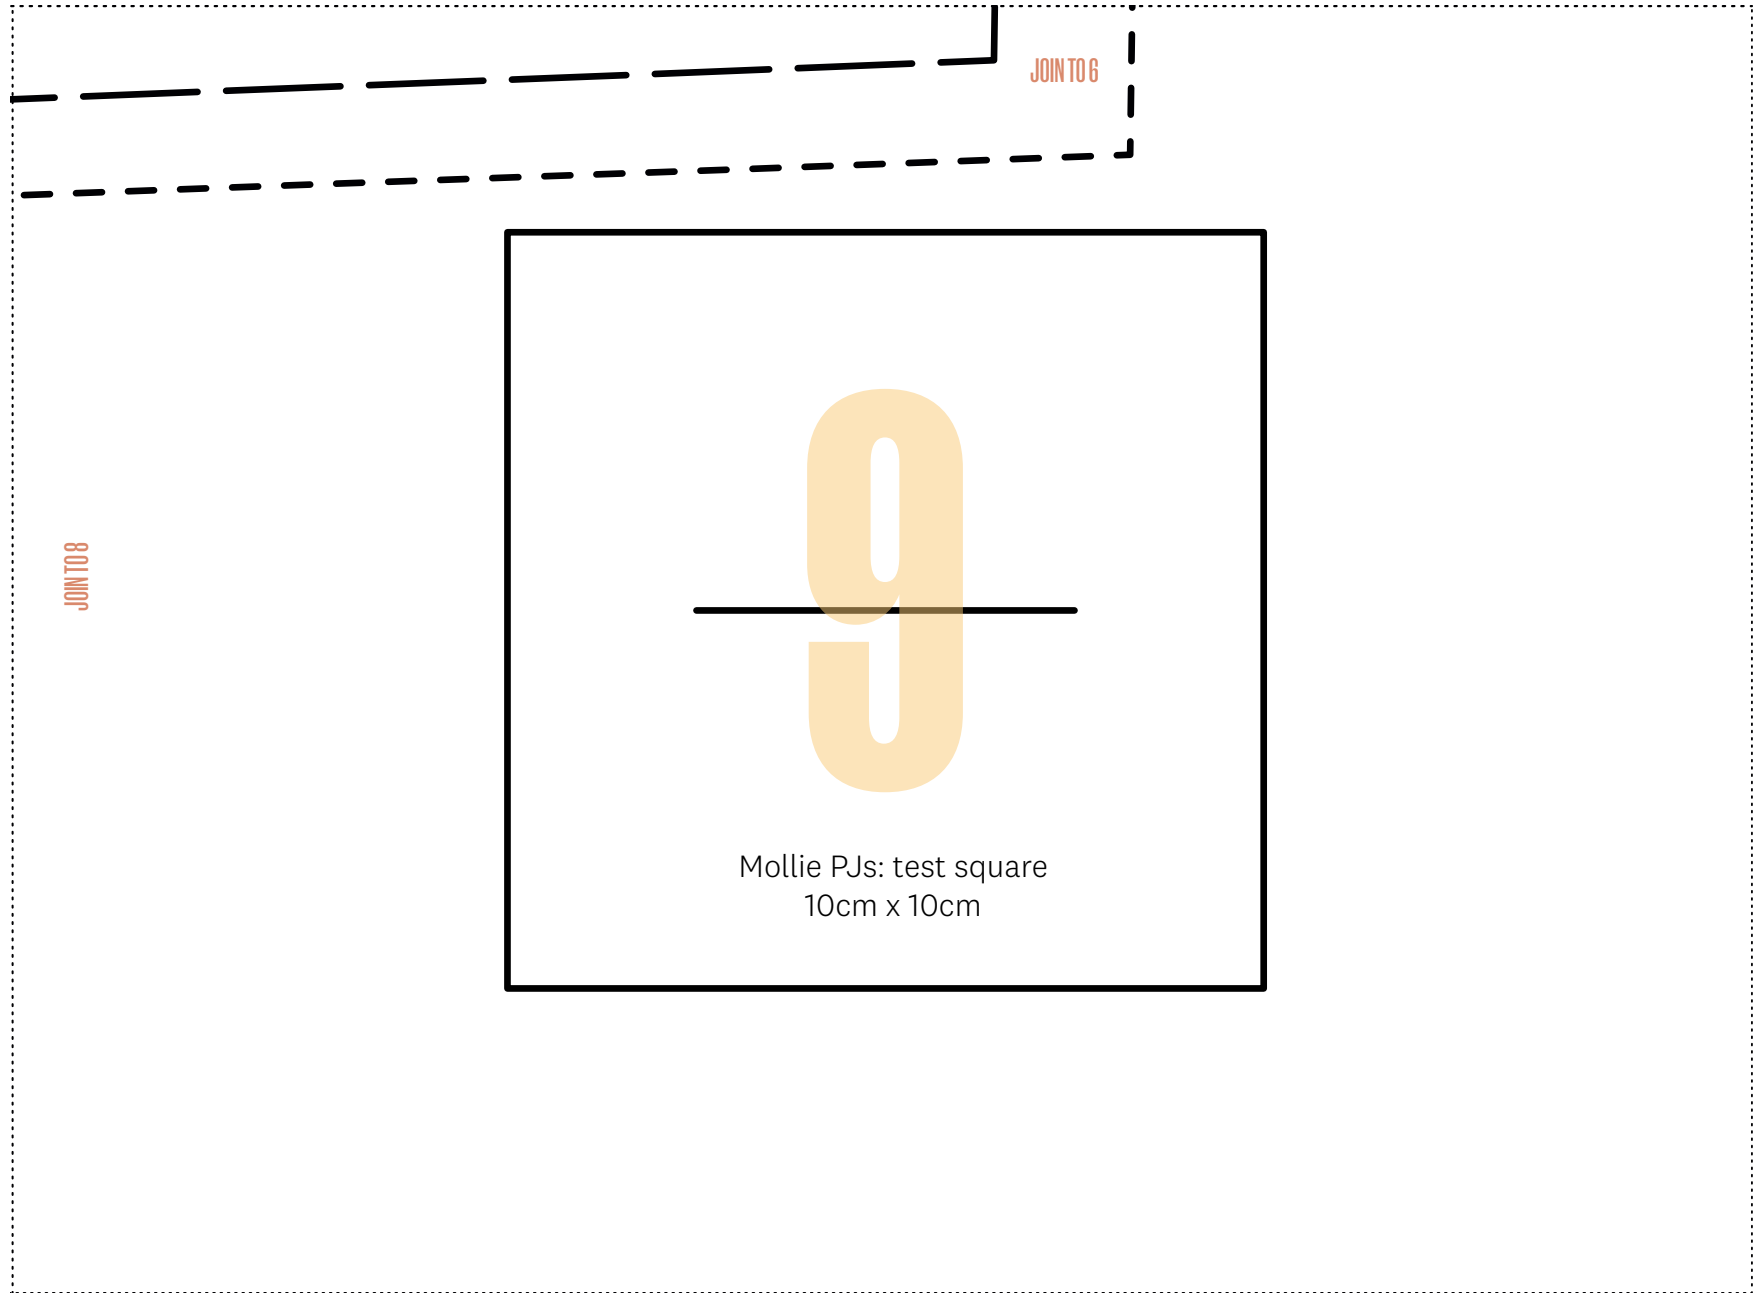 JOIN TO 6
JOIN TO 8
9
Mollie PJs: test square
10cm x 10cm